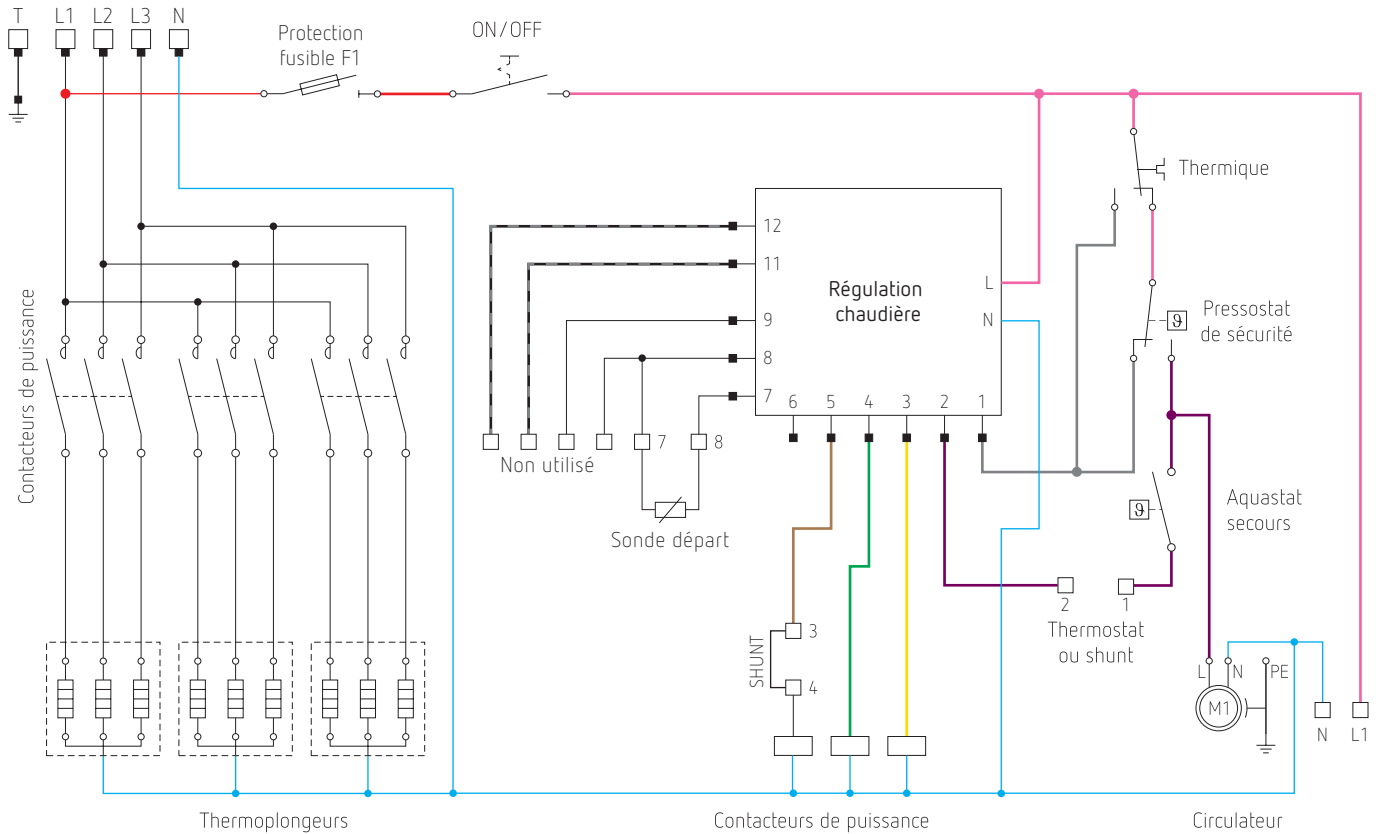 T
L1
L2
L3
N
Protection
fusible F1
ON/OFF
Thermique
12
11
9
8
7
Régulation
chaudière
L
N
6
5
4
3
2
1
Pressostat
de sécurité
Contacteurs de puissance
7
8
Non utilisé
Sonde départ
Aquastat
secours
2
1
Thermostat
ou shunt
3
SHUNT
4
L
N
PE
M1
N
L1
Thermoplongeurs
Contacteurs de puissance
Circulateur
ϑ
ϑ